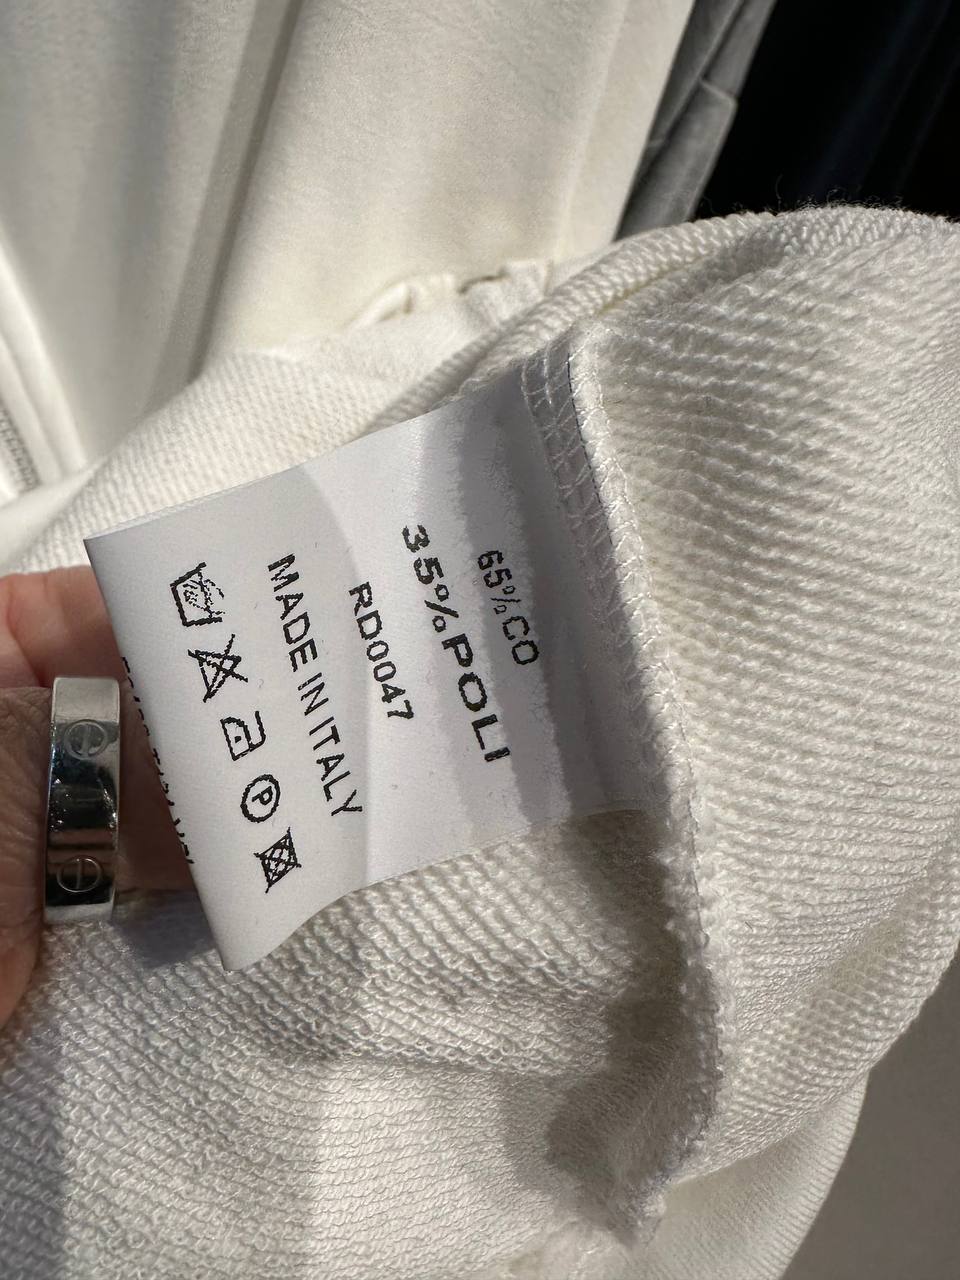 65%CO
35%POLI
RD0047
MADE IN ITALY
P